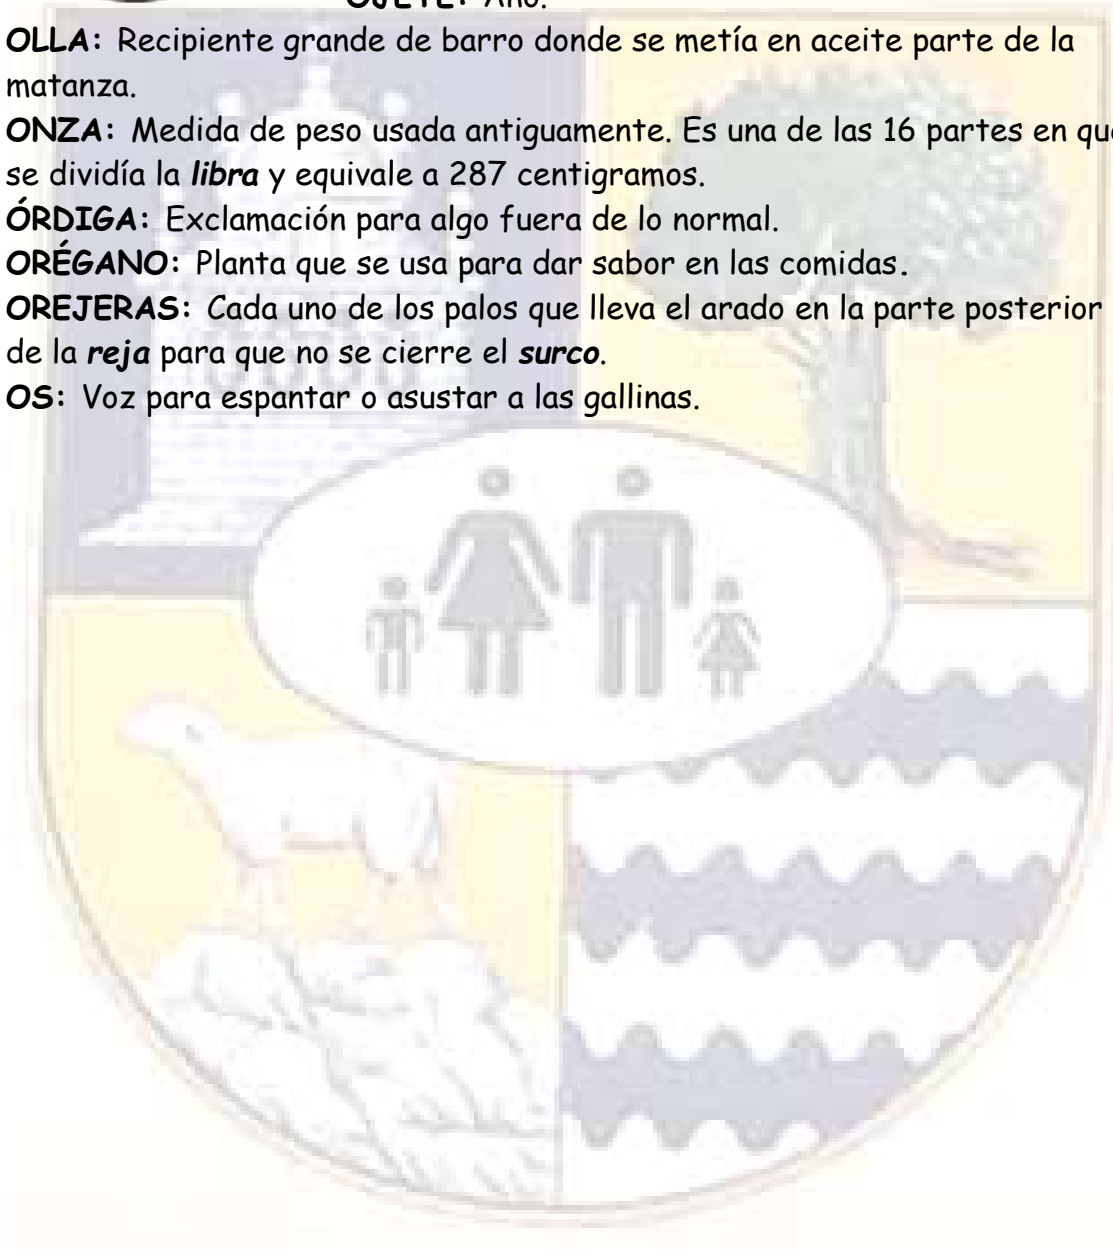 OJETE: Ano.
OLLA: Recipiente grande de barro donde se metía en aceite parte de la
matanza.
ONZA: Medida de peso usada antiguamente. Es una de las 16 partes en que
se dividía la libra y equivale a 287 centigramos.
ÓRDIGA: Exclamación para algo fuera de lo normal.
ORÉGANO: Planta que se usa para dar sabor en las comidas.
OREJERAS: Cada uno de los palos que lleva el arado en la parte posterior
de la reja para que no se cierre el surco.
OS: Voz para espantar o asustar a las gallinas.